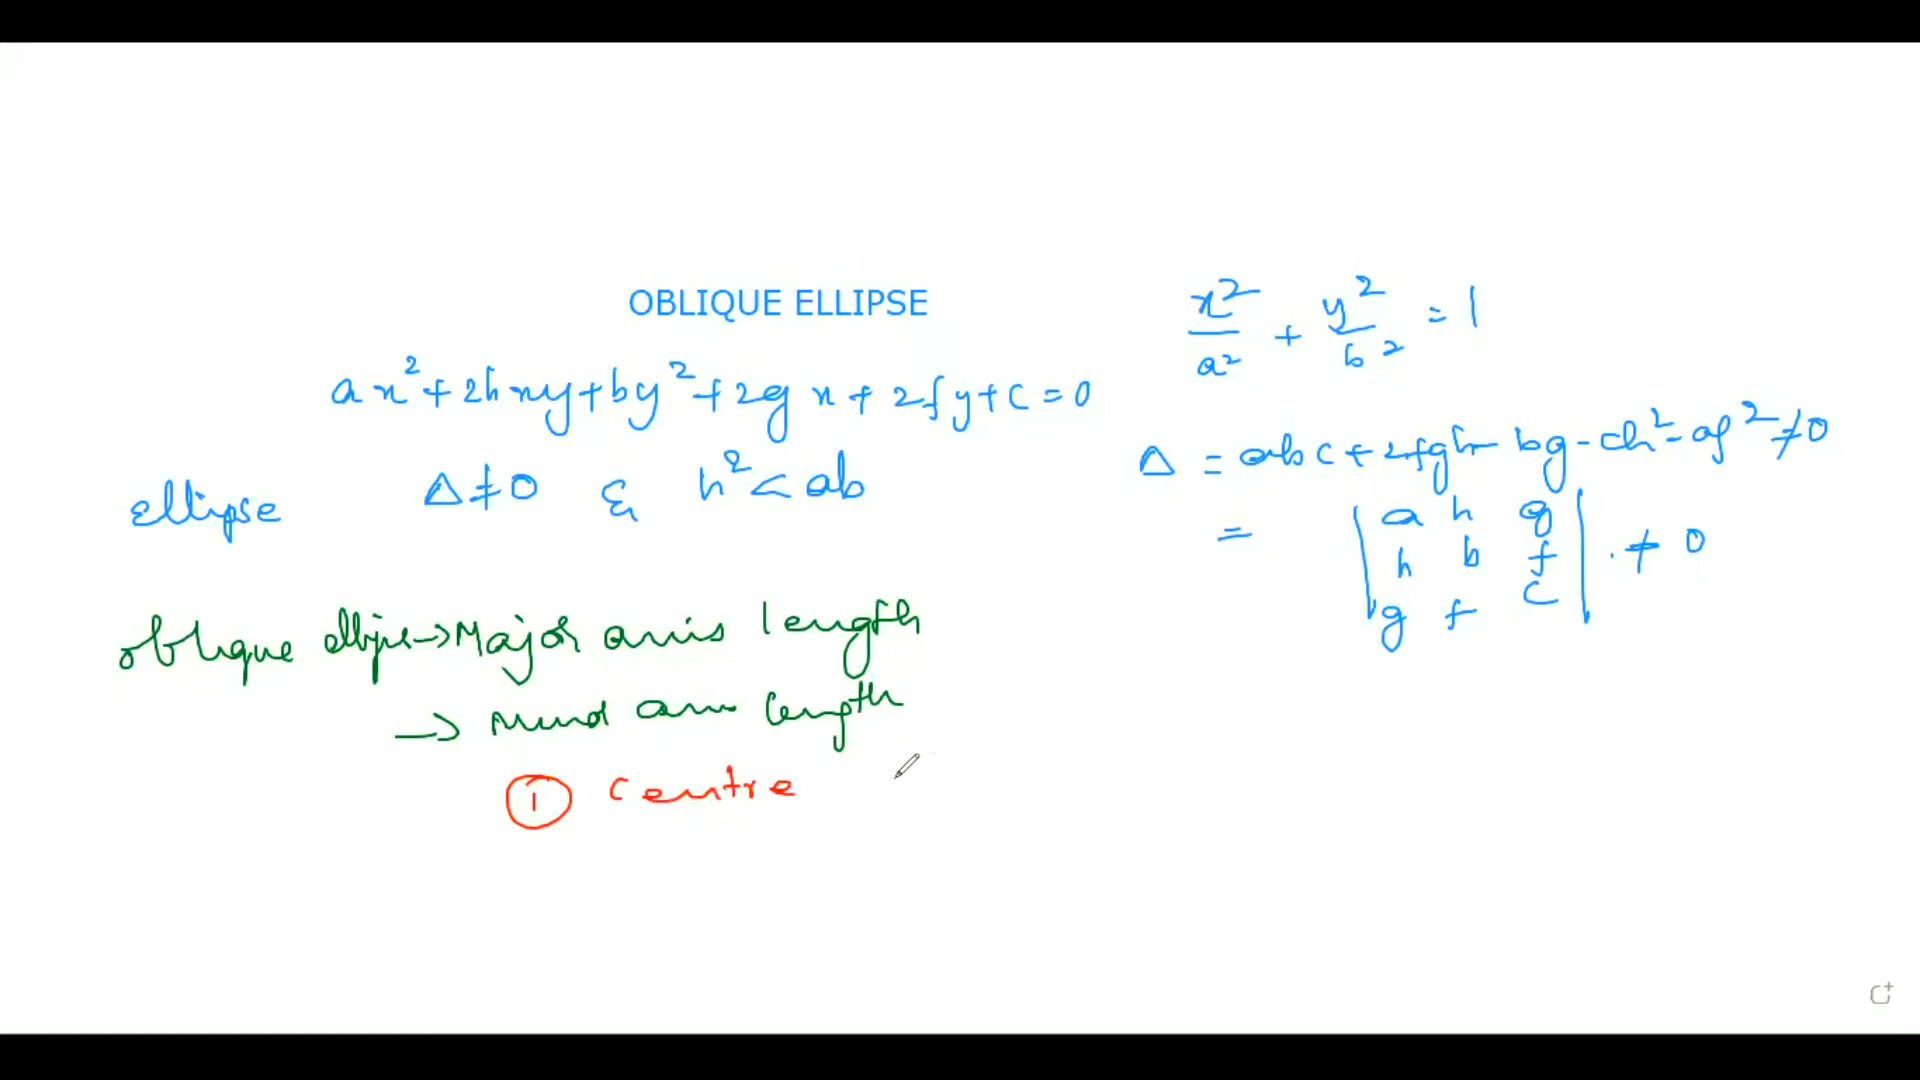 OBLIQUE ELLIPSE
x²/a² + y²/b² = 1
ax² + 2hxy + by² + 2gx + 2fy + c = 0
ellipse Δ ≠ 0 & h² < ab
Δ = abc + 2fgh - bg - ch² - af² ≠ 0
= | a h g |
| h b f | ≠ 0
| g f c |
oblique ellipse → Major axis length
→ axis length
① centre